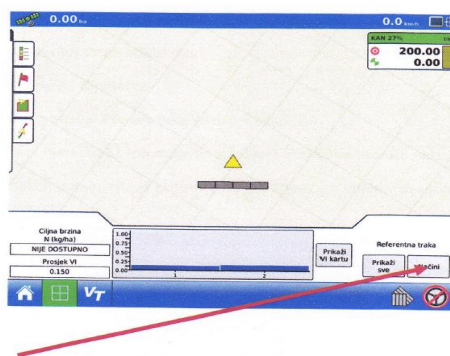 0.00 ha
0.0 km/h
KAN 27%
200.00
0.00
Ciljna brzina
N (kg/ha)
NIJE DOSTUPNO
Prosjek VI
0.150
1.00
0.75
0.50
0.25
0.00
1
2
Prikaži
VI kartu
Referentna traka
Prikaži
sve
Načini
VT